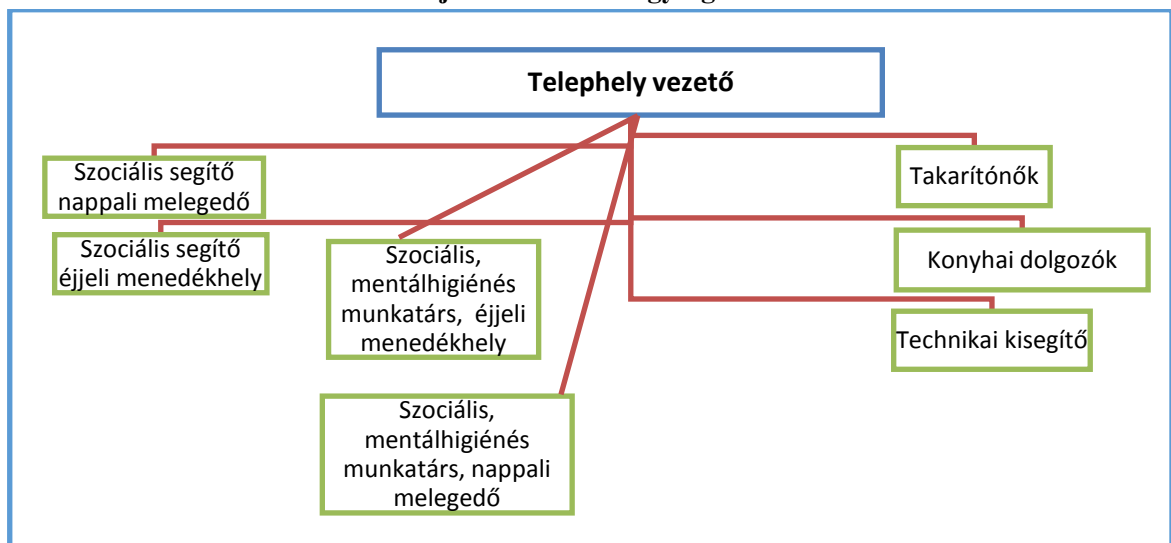 Telephely vezető
Szociális segítő
nappali melegedő
Szociális segítő
éjjeli menedékhely
Szociális,
mentálhigiénés
munkatárs, éjjeli
menedékhely
Szociális,
mentálhigiénés
munkatárs, nappali
melegedő
Takarítónők
Konyhai dolgozók
Technikai kisegítő